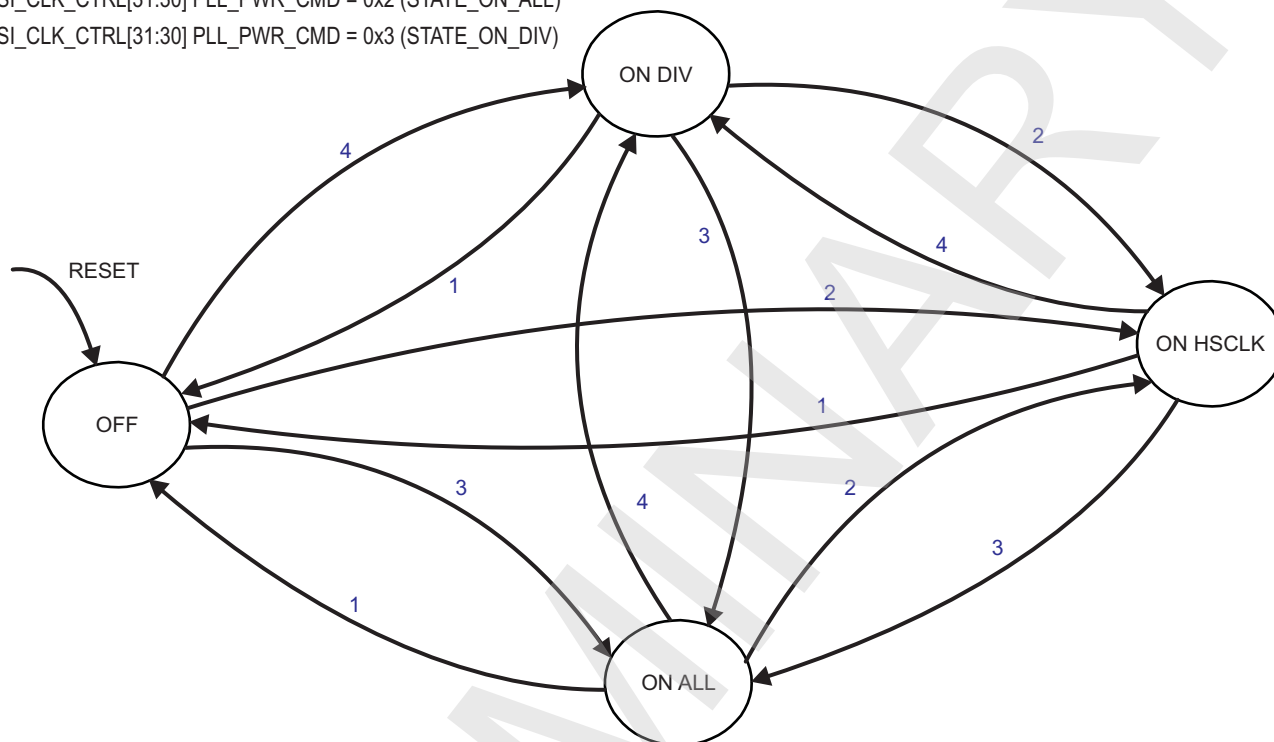 SI_CLK_CTRL[31:30] PLL_PWR_CMD = 0x2 (STATE_ON_ALL)
SI_CLK_CTRL[31:30] PLL_PWR_CMD = 0x3 (STATE_ON_DIV)
ON DIV
2
4
3
4
RESET
1
2
ON HSCLK
1
OFF
3
4
2
3
1
ON ALL
MINARY